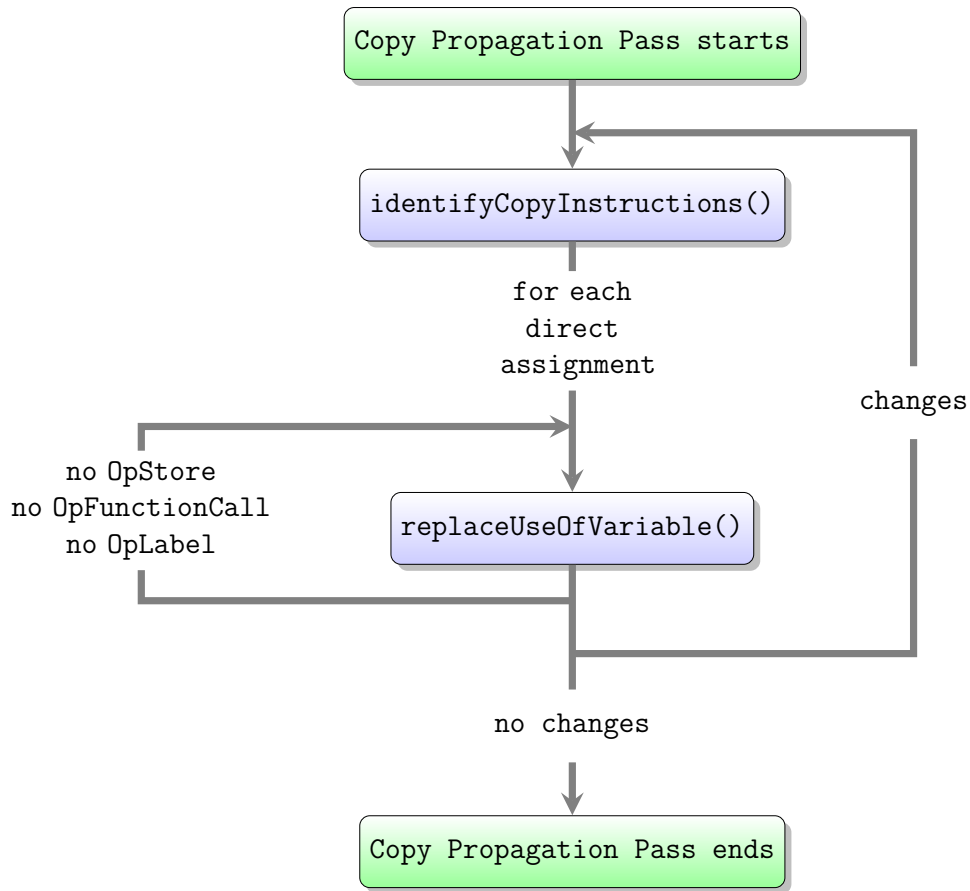 Copy Propagation Pass starts
identifyCopyInstructions()
for each
direct
assignment
changes
no OpStore
no OpFunctionCall
no OpLabel
replaceUseOfVariable()
no changes
Copy Propagation Pass ends